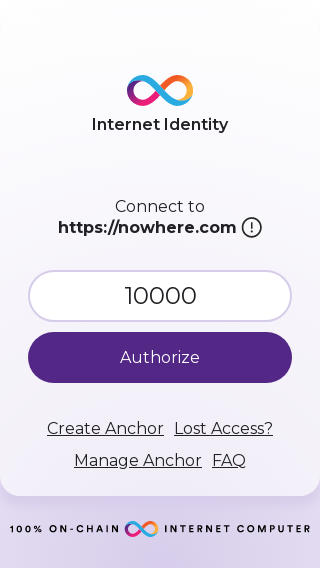 Internet Identity
Connect to
https://nowhere.com
10000
Authorize
Create Anchor Lost Access?
Manage Anchor FAQ
100% ON-CHAIN INTERNET COMPUTER